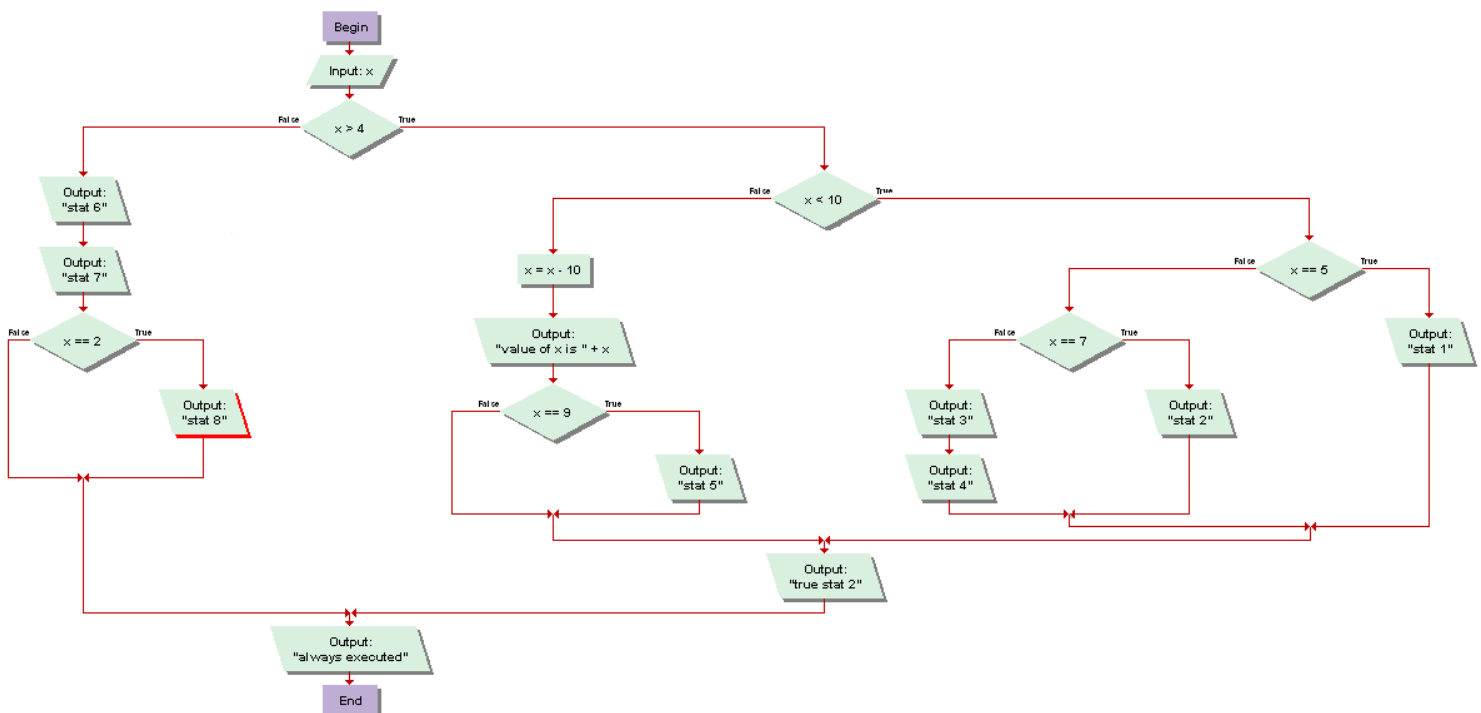 Begin
Input: x
False
True
x > 4
Output:
"stat 6"
False
True
x < 10
Output:
"stat 7"
x = x - 10
False
True
x == 5
False
True
x == 2
Output:
"value of x is " + x
False
True
x == 7
Output:
"stat 1"
Output:
"stat 8"
False
True
x == 9
Output:
"stat 3"
Output:
"stat 2"
Output:
"stat 5"
Output:
"stat 4"
Output:
"true stat 2"
Output:
"always executed"
End